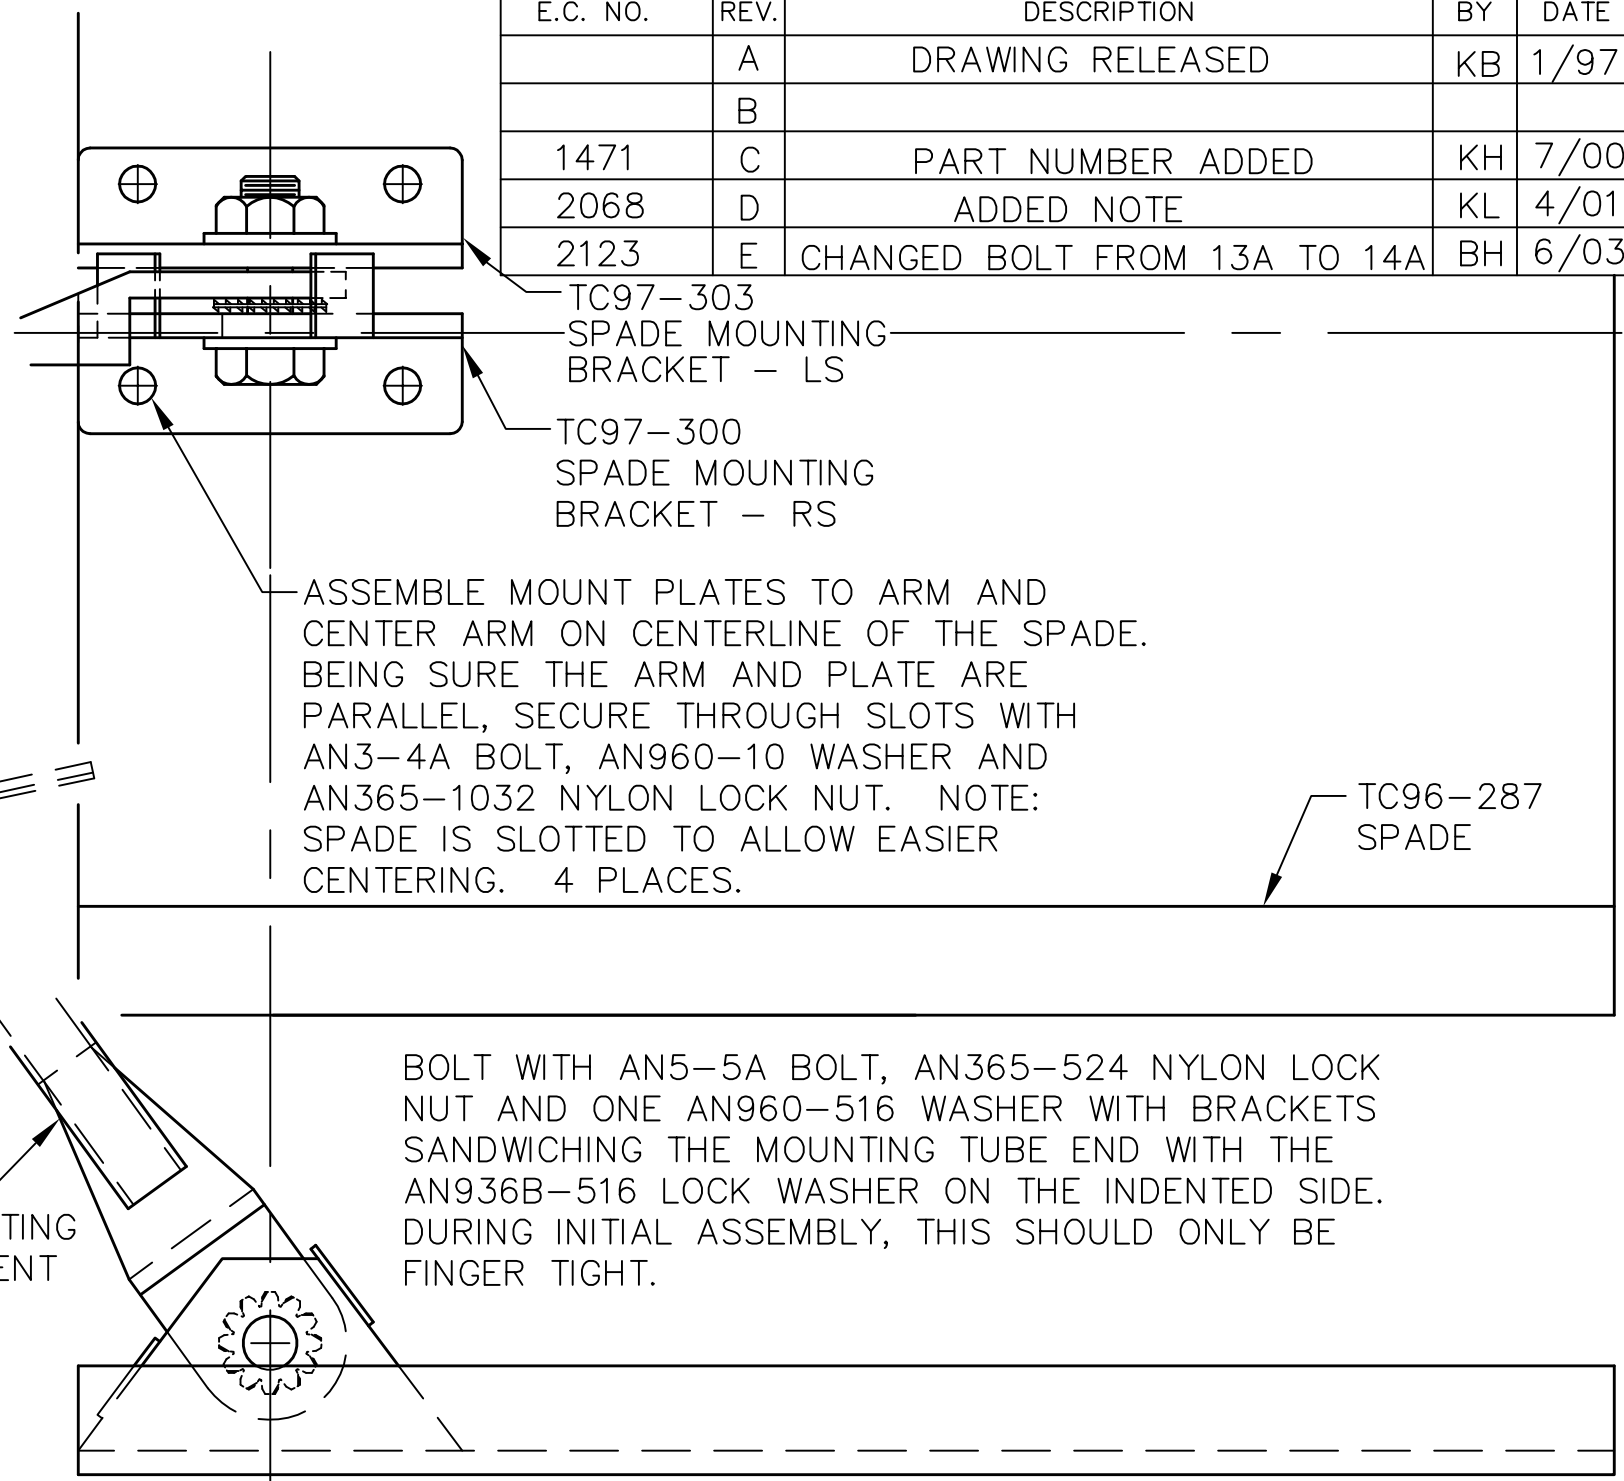 E.C. NO. REV. DESCRIPTION BY DATE
A DRAWING RELEASED KB 1/97
B
1471 C PART NUMBER ADDED KH 7/00
2068 D ADDED NOTE KL 4/01
2123 E CHANGED BOLT FROM 13A TO 14A BH 6/03
TC97-303
SPADE MOUNTING
BRACKET - LS
TC97-300
SPADE MOUNTING
BRACKET - RS
ASSEMBLE MOUNT PLATES TO ARM AND
CENTER ARM ON CENTERLINE OF THE SPADE.
BEING SURE THE ARM AND PLATE ARE
PARALLEL, SECURE THROUGH SLOTS WITH
AN3-4A BOLT, AN960-10 WASHER AND
AN365-1032 NYLON LOCK NUT. NOTE:
SPADE IS SLOTTED TO ALLOW EASIER
CENTERING. 4 PLACES.
TC96-287
SPADE
BOLT WITH AN5-5A BOLT, AN365-524 NYLON LOCK
NUT AND ONE AN960-516 WASHER WITH BRACKETS
SANDWICHING THE MOUNTING TUBE END WITH THE
AN936B-516 LOCK WASHER ON THE INDENTED SIDE.
DURING INITIAL ASSEMBLY, THIS SHOULD ONLY BE
FINGER TIGHT.
TING
ENT